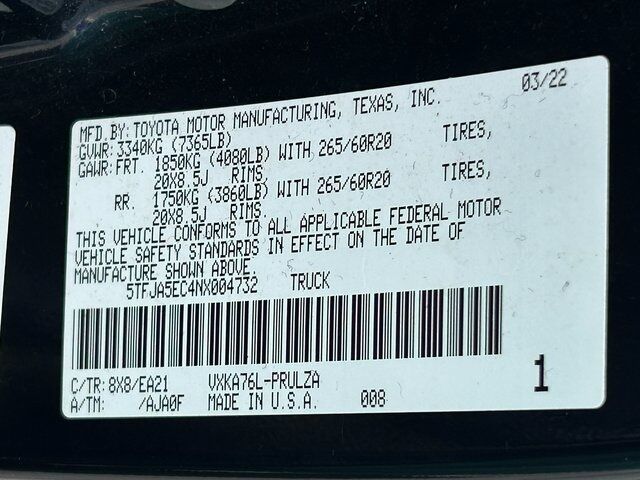 MFD. BY: TOYOTA MOTOR MANUFACTURING, TEXAS, INC. 03/22
GVWR: 3340KG (7365LB)
GAWR: FRT. 1850KG (4080LB) WITH 265/60R20 TIRES,
20X8.5J RIMS,
RR. 1750KG (3860LB) WITH 265/60R20 TIRES,
20X8.5J RIMS,
THIS VEHICLE CONFORMS TO ALL APPLICABLE FEDERAL MOTOR
VEHICLE SAFETY STANDARDS IN EFFECT ON THE DATE OF
MANUFACTURE SHOWN ABOVE.
5TFJA5EC4NX004732 TRUCK
C/TR: 8X8/EA21 VXKA76L-PRULZA
A/TM: /AJA0F MADE IN U.S.A. 008
1